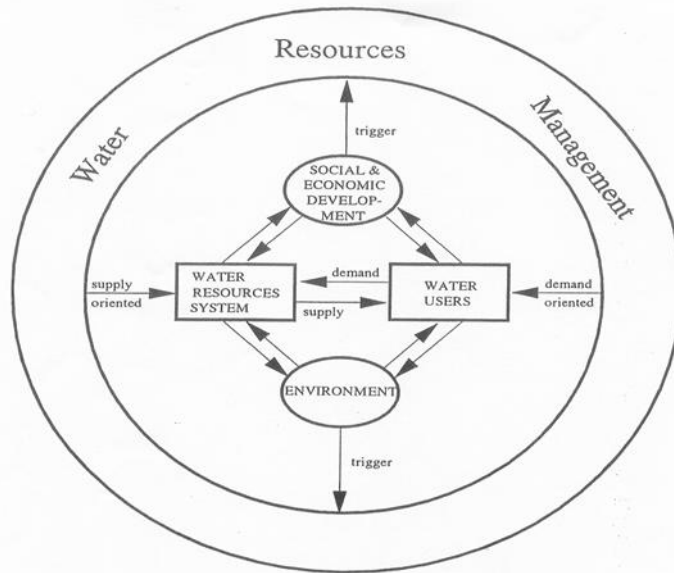 Resources
Water
Management
trigger
SOCIAL &
ECONOMIC
DEVELOP-
MENT
supply
oriented
WATER
RESOURCES
SYSTEM
demand
supply
WATER
USERS
demand
oriented
ENVIRONMENT
trigger